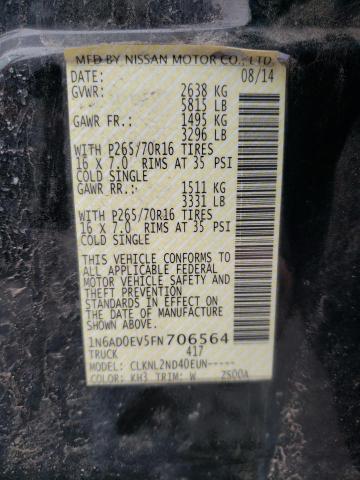 MFD BY NISSAN MOTOR CO., LTD.
DATE: 08/14
GVWR: 2638 KG
5815 LB
GAWR FR: 1495 KG
3296 LB
WITH P265/70R16 TIRES
16 X 7.0 RIMS AT 35 PSI
COLD SINGLE
GAWR RR: 1511 KG
3331 LB
WITH P265/70R16 TIRES
16 X 7.0 RIMS AT 35 PSI
COLD SINGLE
THIS VEHICLE CONFORMS TO
ALL APPLICABLE FEDERAL
MOTOR VEHICLE SAFETY AND
THEFT PREVENTION
STANDARDS IN EFFECT ON
THE DATE OF MANUFACTURE
SHOWN ABOVE.
1N6AD0EV5FN706564
TRUCK 417
MODEL: CLKNL2ND40EUN-----
COLOR: KH3 TRIM: W 2S00A